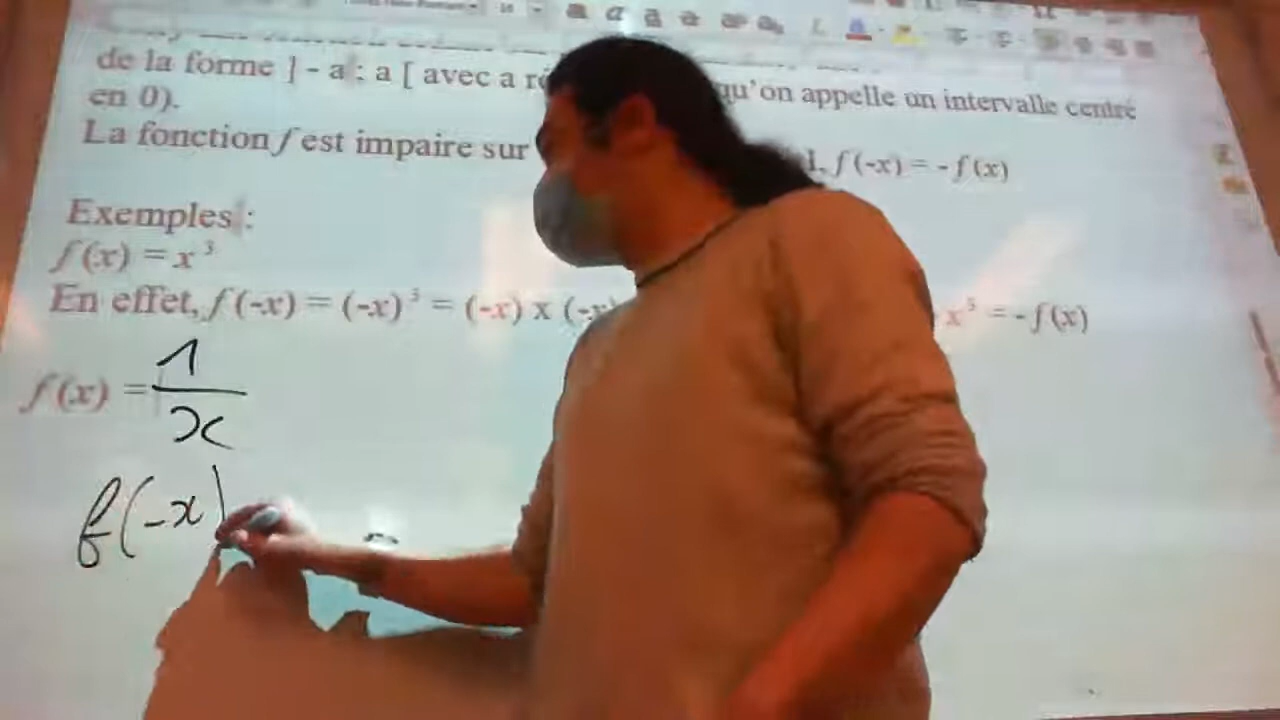 de la forme ] - a ; a [ avec a qu'on appelle un intervalle centré
en 0).
La fonction f est impaire sur I, f(-x) = - f(x)
Exemples :
f(x) = x³
En effet, f(-x) = (-x)³ = (-x) x (-x) x³ = - f(x)
f(x) = 1/x
f(-x)